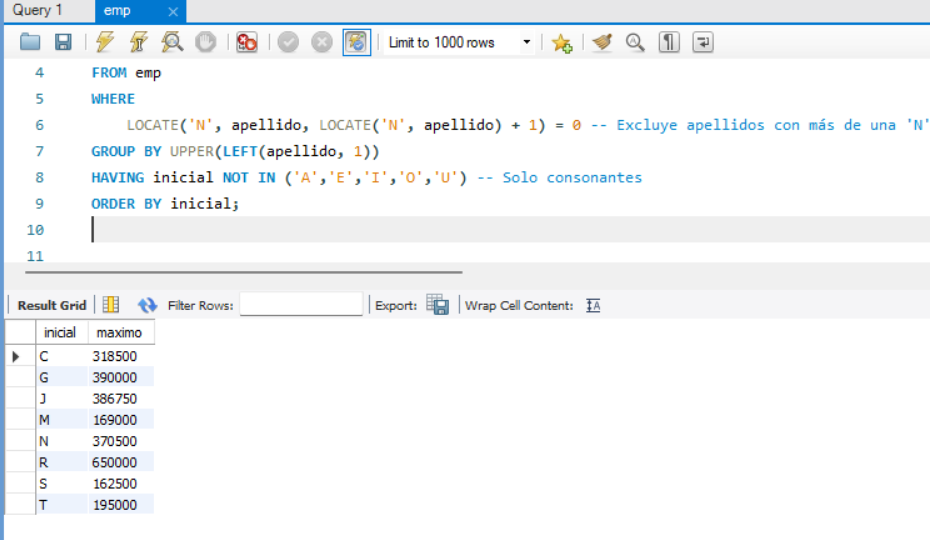 Query 1 emp
Limit to 1000 rows
4 FROM emp
5 WHERE
6 LOCATE('N', apellido, LOCATE('N', apellido) + 1) = 0 -- Excluye apellidos con más de una 'N'
7 GROUP BY UPPER(LEFT(apellido, 1))
8 HAVING inicial NOT IN ('A','E','I','O','U') -- Solo consonantes
9 ORDER BY inicial;
10
11
Result Grid Filter Rows: Export: Wrap Cell Content:
inicial maximo
C 318500
G 390000
J 386750
M 169000
N 370500
R 650000
S 162500
T 195000